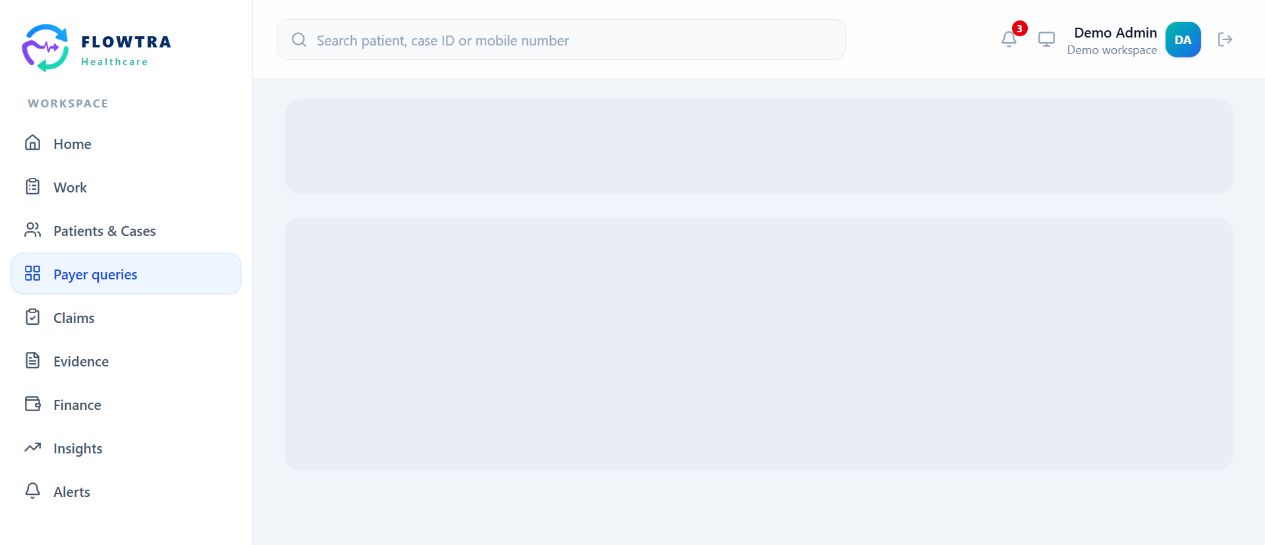 FLOWTRA
Healthcare
WORKSPACE
Home
Work
Patients & Cases
Payer queries
Claims
Evidence
Finance
Insights
Alerts
Search patient, case ID or mobile number
3
Demo Admin
Demo workspace
DA